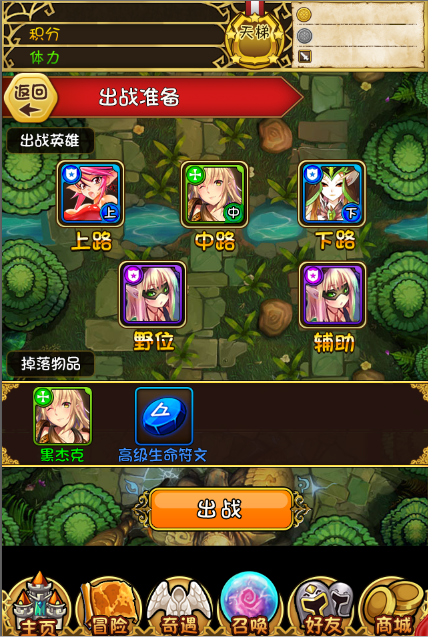 积分
天梯
体力
返回
出战准备
出战英雄
上
中
下
上路
中路
下路
野位
辅助
掉落物品
黑杰克
高级生命符文
出战
主页
冒险
奇遇
召唤
好友
商城